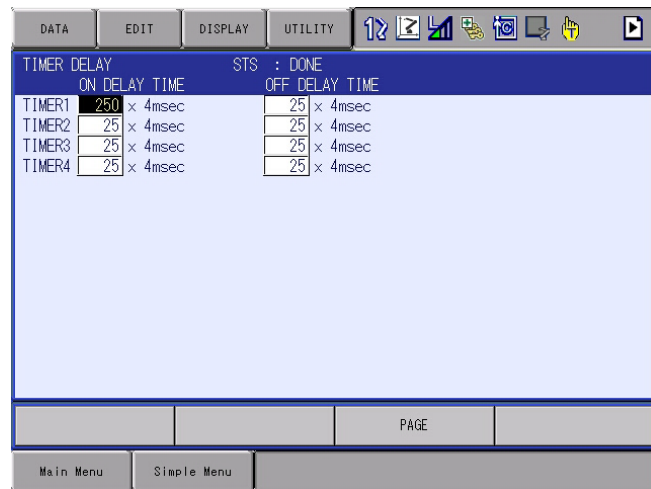 DATA EDIT DISPLAY UTILITY
TIMER DELAY STS : DONE
ON DELAY TIME OFF DELAY TIME
TIMER1 250 × 4msec 25 × 4msec
TIMER2 25 × 4msec 25 × 4msec
TIMER3 25 × 4msec 25 × 4msec
TIMER4 25 × 4msec 25 × 4msec
PAGE
Main Menu Simple Menu